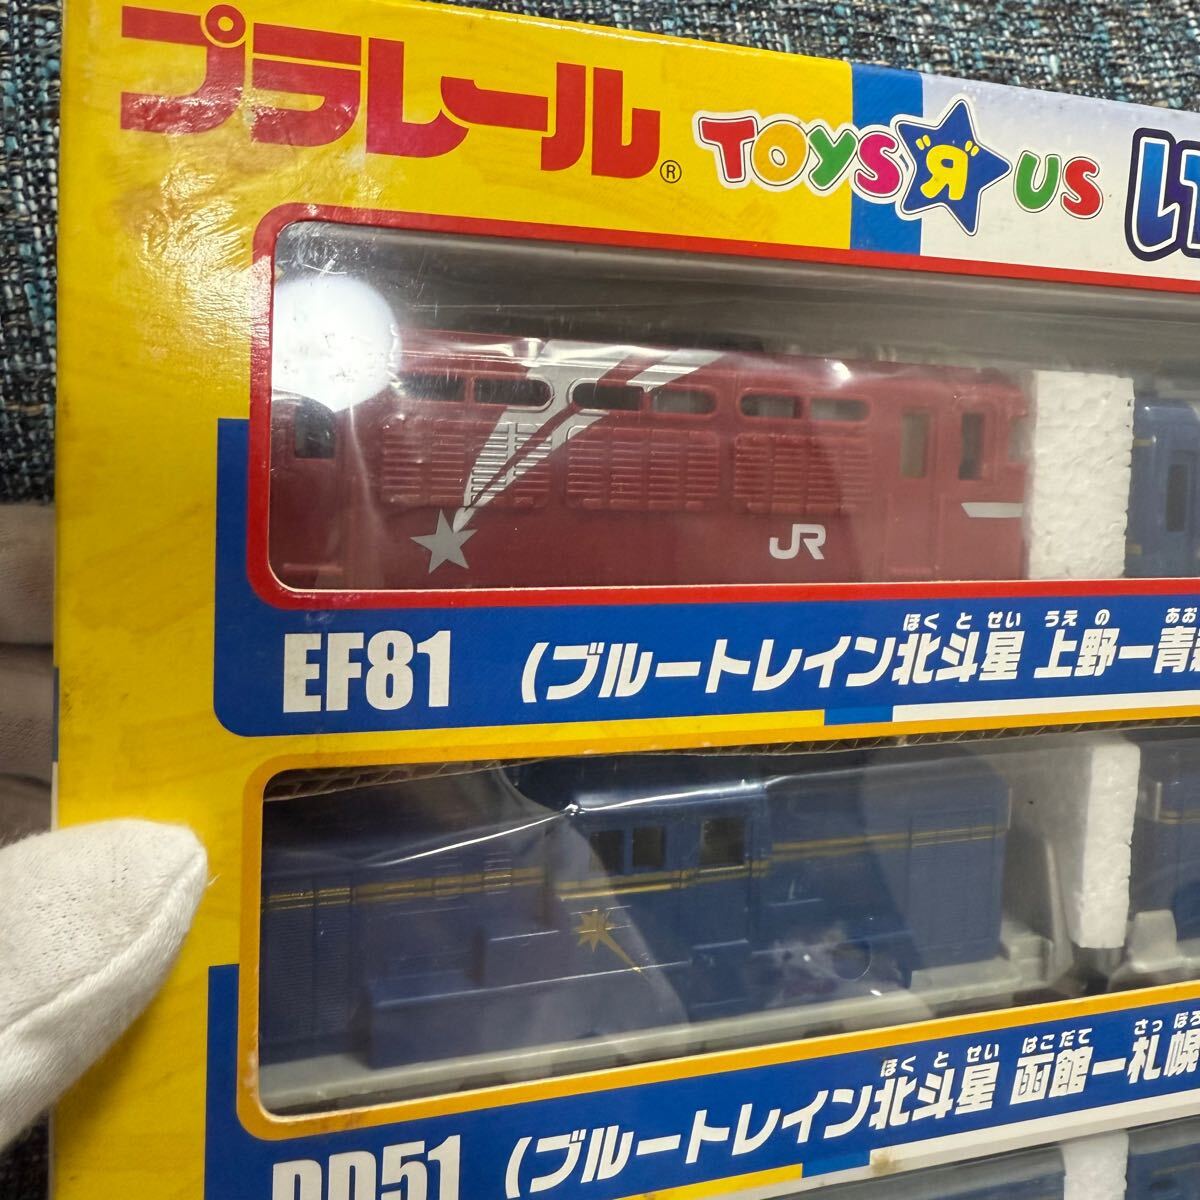 プラレール®
TOYS"R"US
JR
ほくとせい うえの あお
EF81 (ブルートレイン北斗星 上野ー青
ほくとせい はこだて さっぽろ
DD51 (ブルートレイン北斗星 函館ー札幌